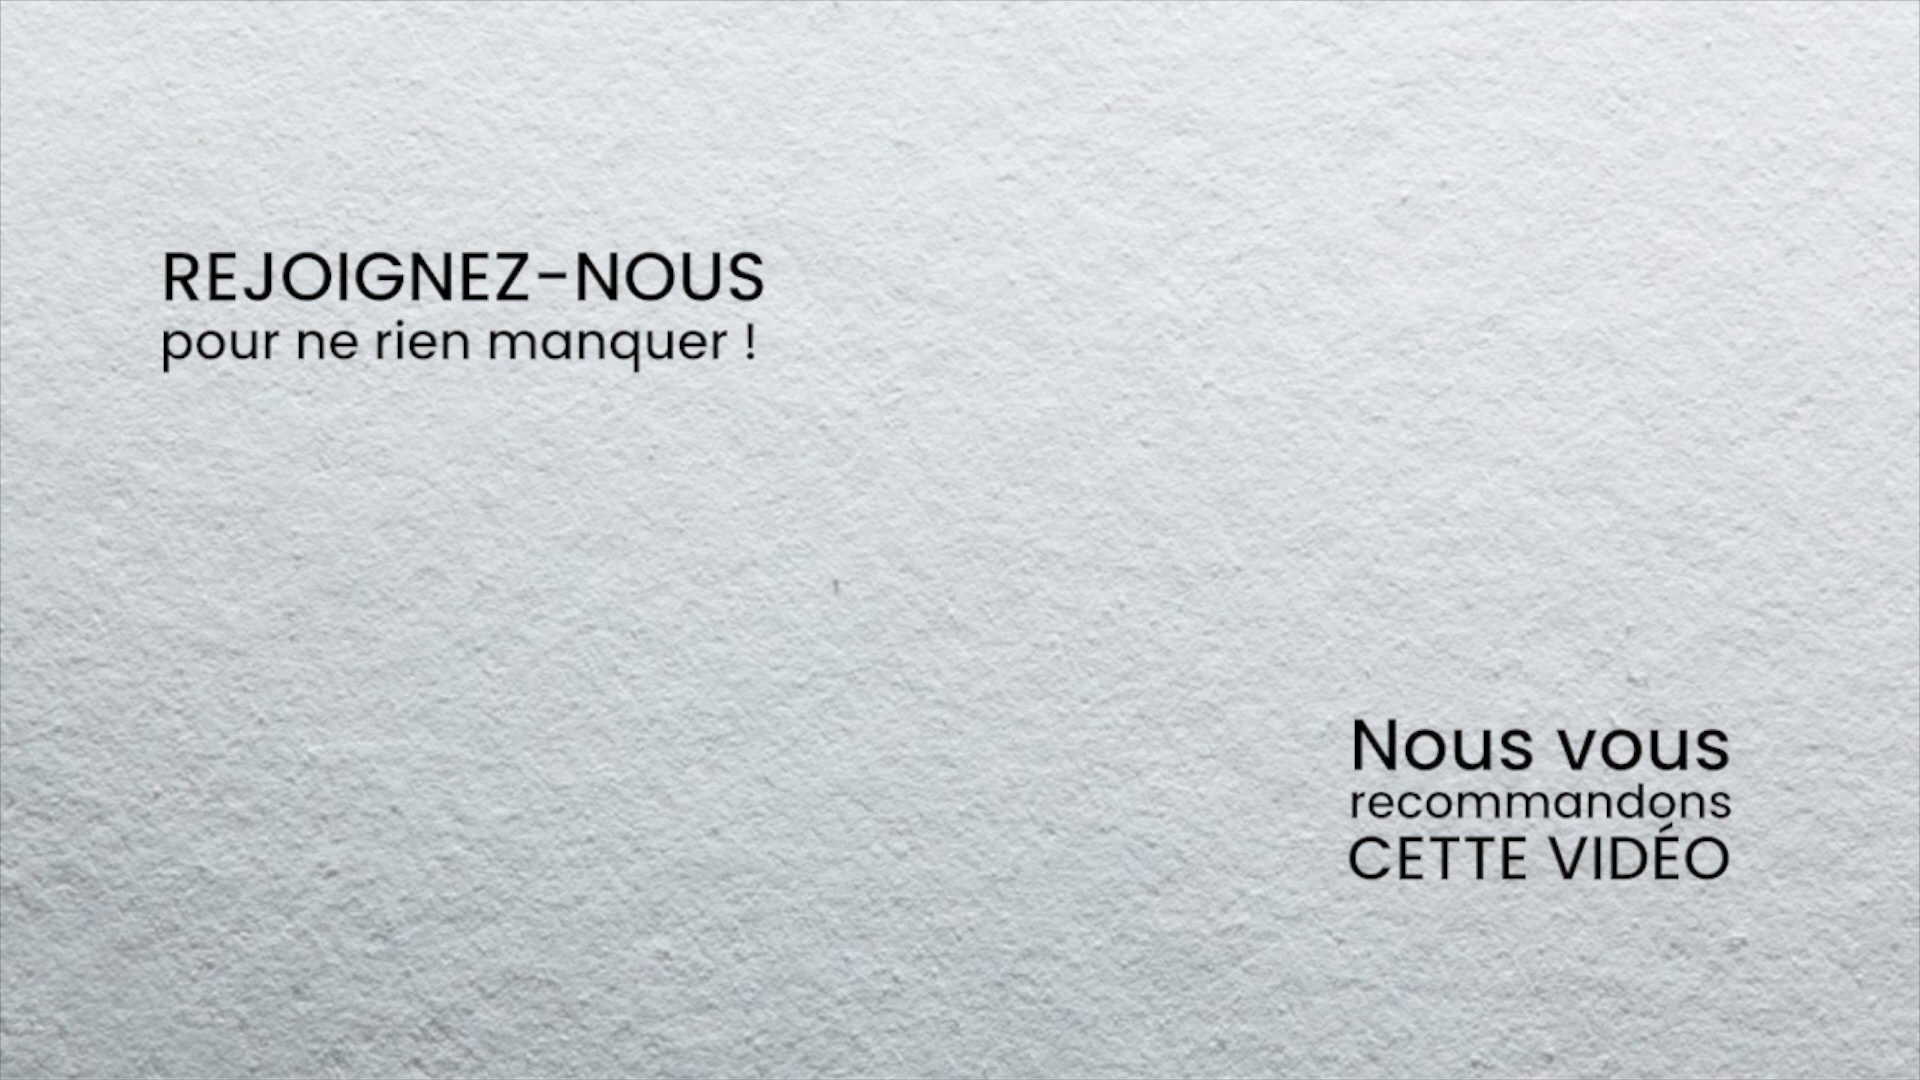 REJOIGNEZ-NOUS
pour ne rien manquer !
Nous vous
recommandons
CETTE VIDÉO